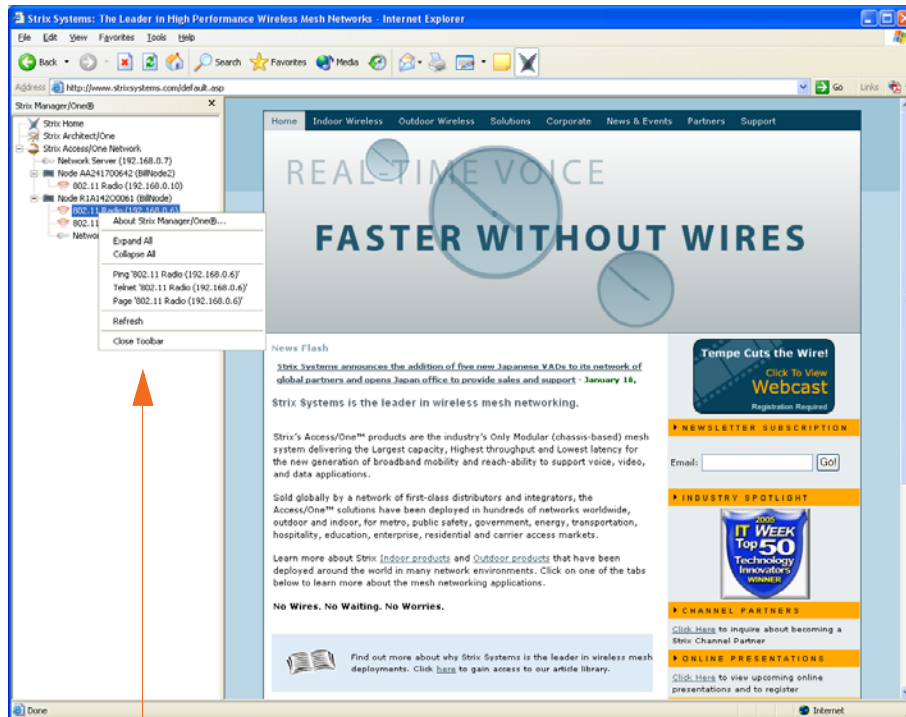 Strix Systems: The Leader in High Performance Wireless Mesh Networks - Internet Explorer
File Edit View Favorites Tools Help
Back Search Favorites Media
Address http://www.strixsystems.com/default.asp Go Links
Strix Manager/One® x
Strix Home
Strix Architect/One
Strix Access/One Network
Network Server (192.168.0.7)
Node AA241700642 (BillNode2)
802.11 Radio (192.168.0.10)
Node R1A142O0061 (BillNode)
802.11 Radio (192.168.0.6)
802.11
Networ
About Strix Manager/One®...
Expand All
Collapse All
Ping '802.11 Radio (192.168.0.6)'
Telnet '802.11 Radio (192.168.0.6)'
Page '802.11 Radio (192.168.0.6)'
Refresh
Close Toolbar
Home Indoor Wireless Outdoor Wireless Solutions Corporate News & Events Partners Support
REAL-TIME VOICE
FASTER WITHOUT WIRES
News Flash
Strix Systems announces the addition of five new Japanese VADs to its network of
global partners and opens Japan office to provide sales and support - January 18,
Strix Systems is the leader in wireless mesh networking.
Strix's Access/One™ products are the industry's Only Modular (chassis-based) mesh
system delivering the Largest capacity, Highest throughput and Lowest latency for
the new generation of broadband mobility and reach-ability to support voice, video,
and data applications.
Sold globally by a network of first-class distributors and integrators, the
Access/One™ solutions have been deployed in hundreds of networks worldwide,
outdoor and indoor, for metro, public safety, government, energy, transportation,
hospitality, education, enterprise, residential and carrier access markets.
Learn more about Strix Indoor products and Outdoor products that have been
deployed around the world in many network environments. Click on one of the tabs
below to learn more about the mesh networking applications.
No Wires. No Waiting. No Worries.
Find out more about why Strix Systems is the leader in wireless mesh
deployments. Click here to gain access to our article library.
Tempe Cuts the Wire!
Click To View
Webcast
Registration Required
NEWSLETTER SUBSCRIPTION
Email: Go!
INDUSTRY SPOTLIGHT
2005
IT WEEK
Top 50
Technology
Innovators
WINNER
CHANNEL PARTNERS
Click Here to inquire about becoming a
Strix Channel Partner
ONLINE PRESENTATIONS
Click Here to view upcoming online
presentations and to register
Done Internet